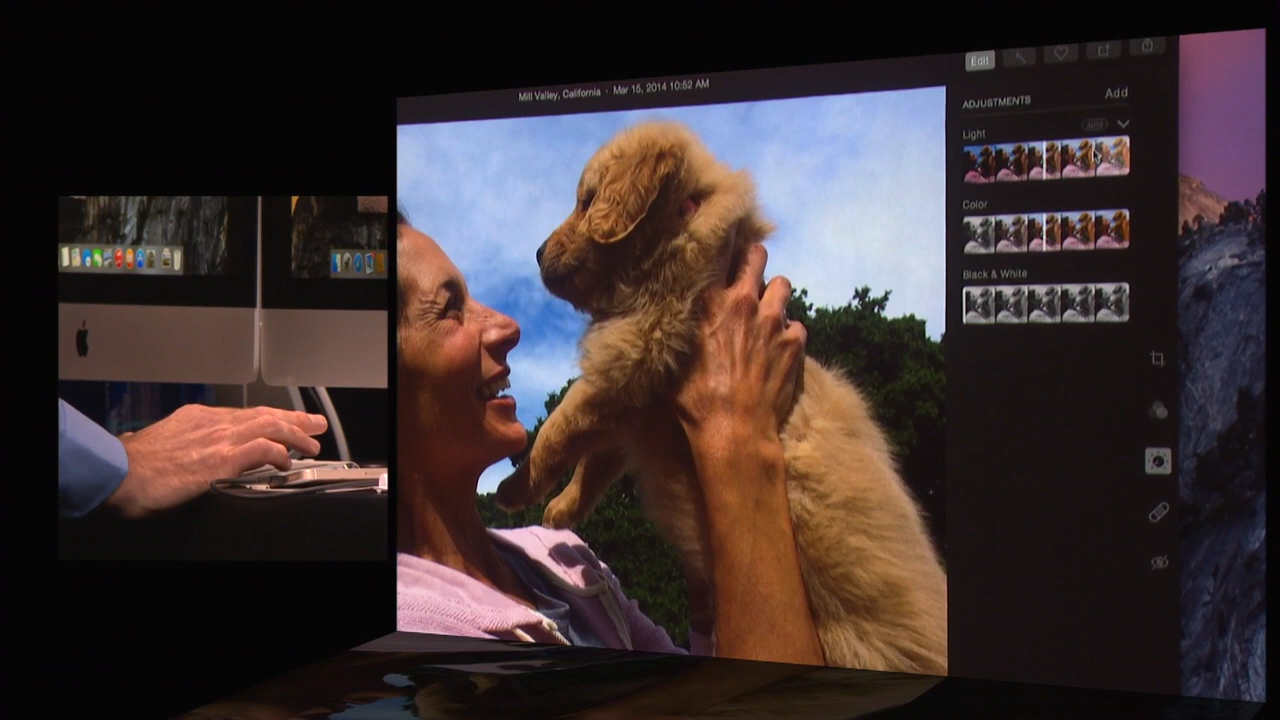 Mill Valley, California · Mar 15, 2014 10:52 AM
Edit
ADJUSTMENTS
Add
Light
AUTO
Color
Black & White